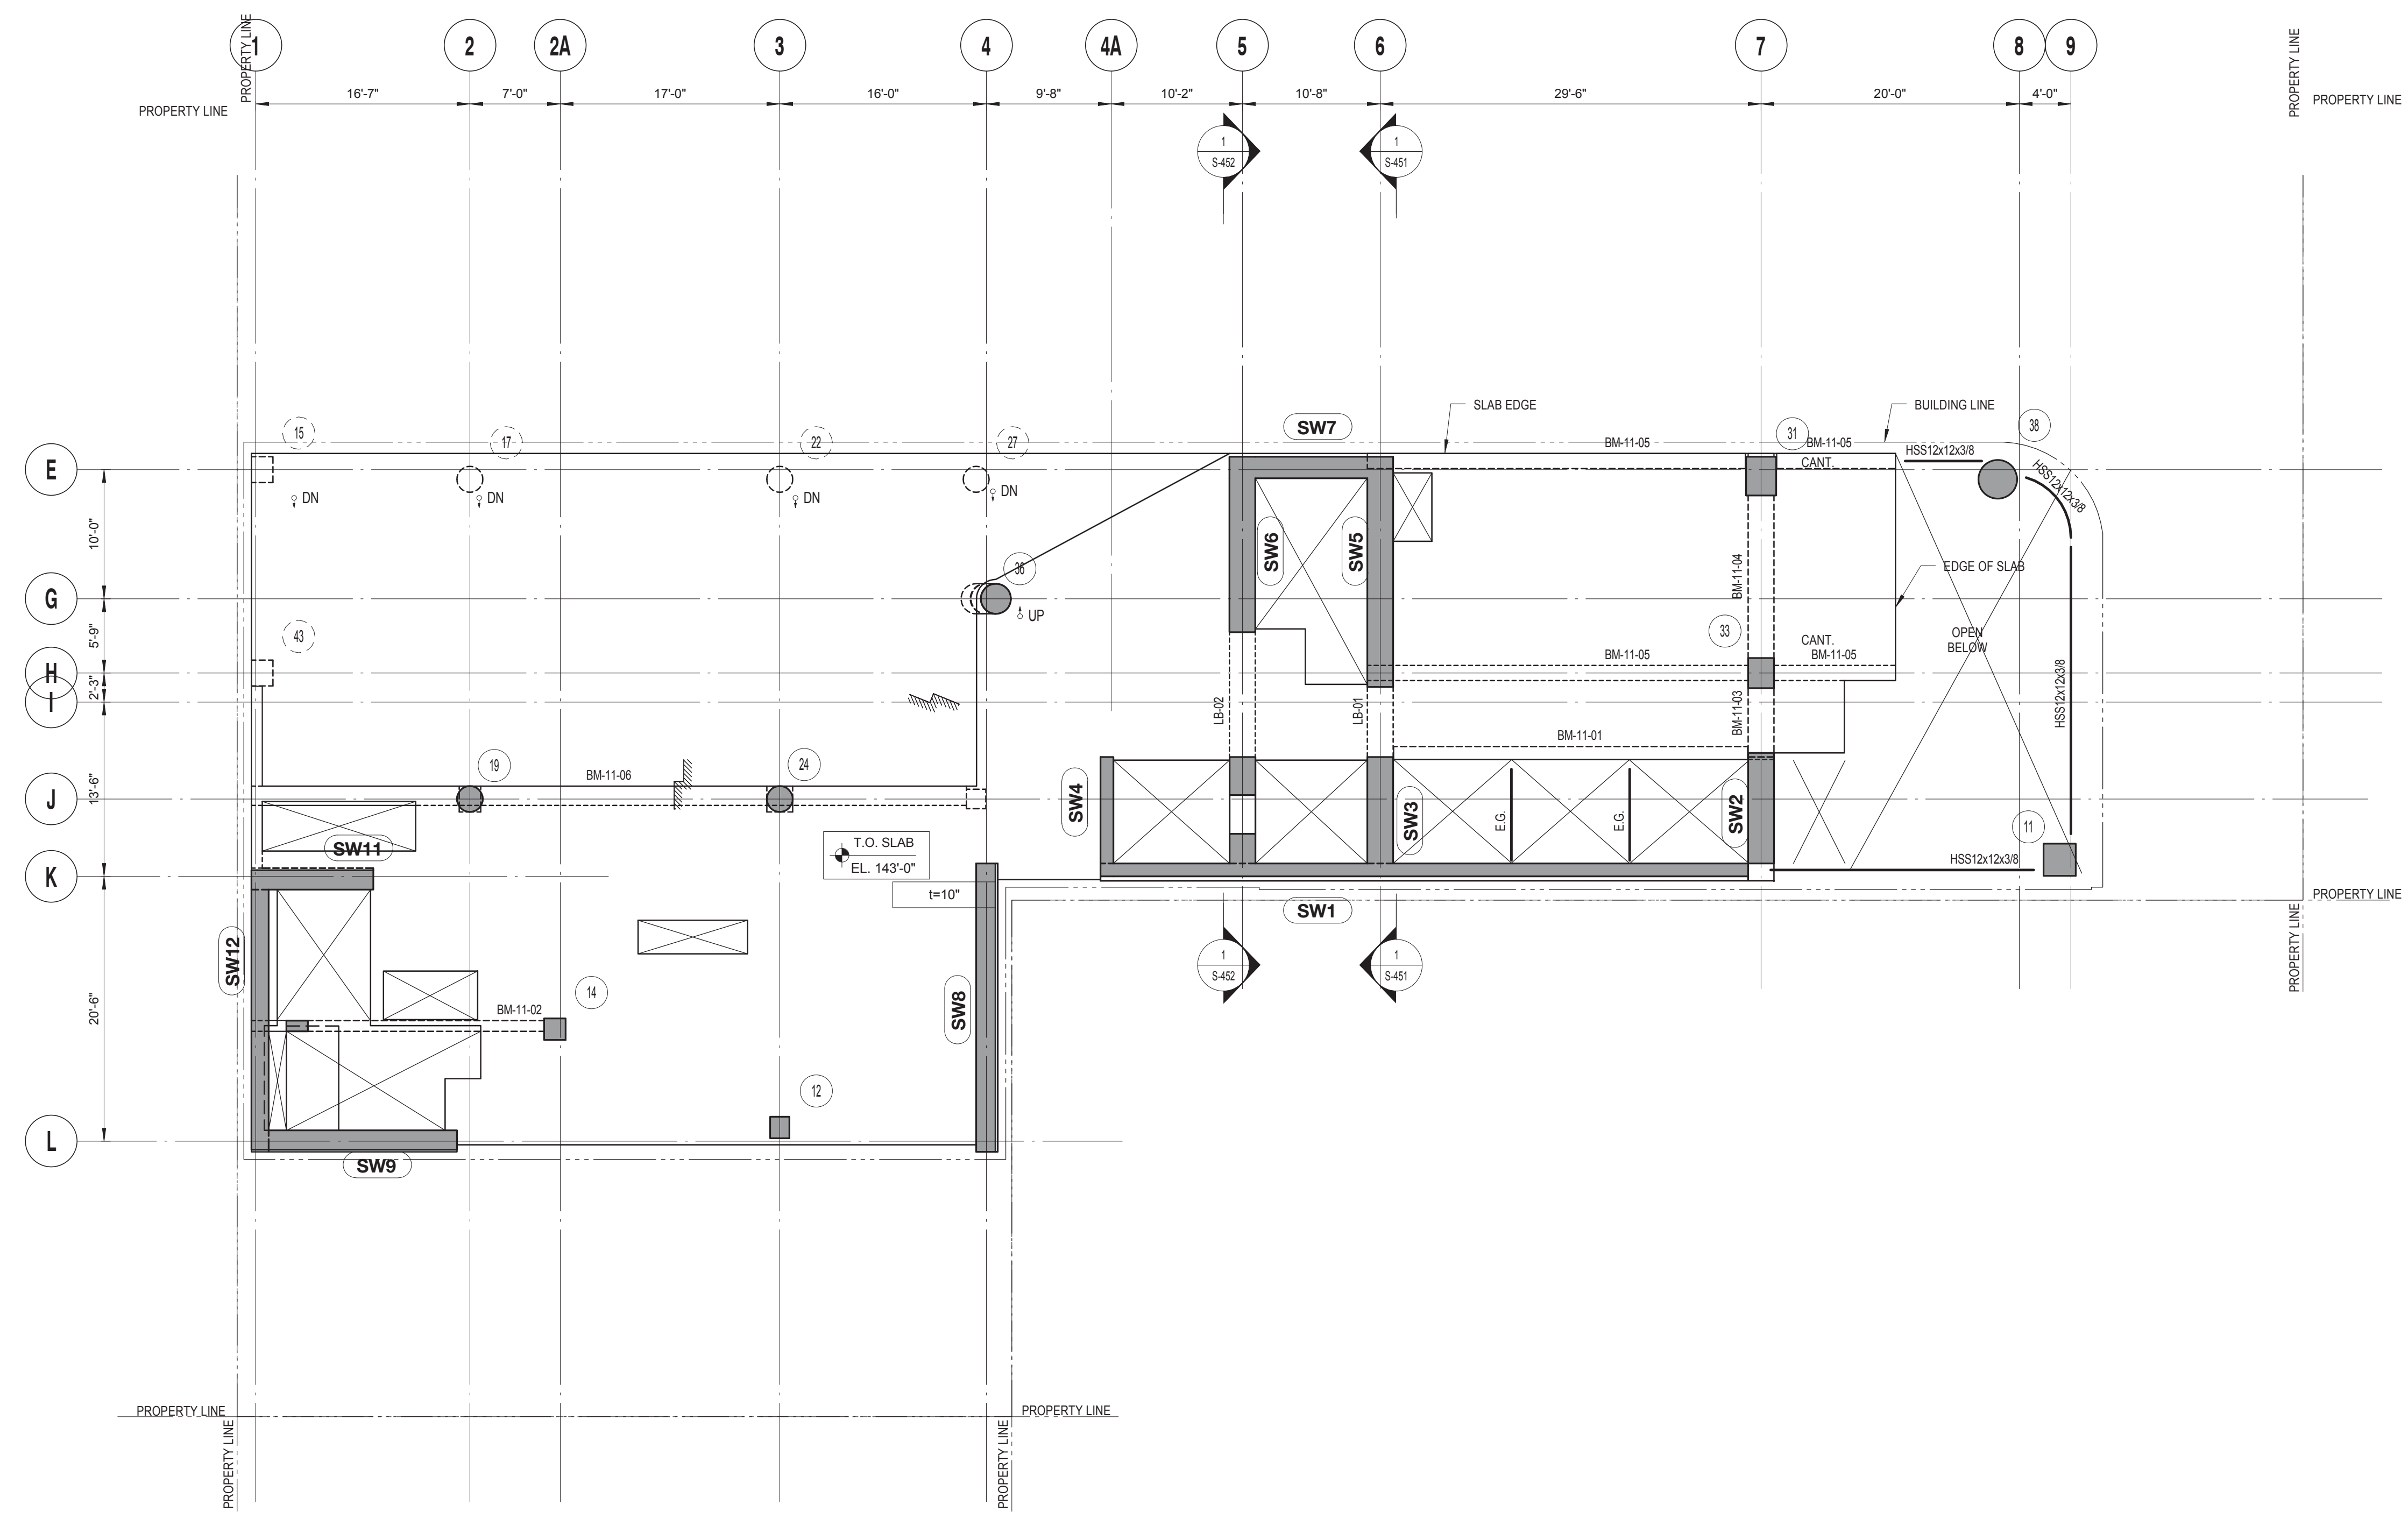 1
2
2A
3
4
4A
5
6
7
8
9
PROPERTY LINE
PROPERTY LINE
PROPERTY LINE
PROPERTY LINE
16'-7"
7'-0"
17'-0"
16'-0"
9'-8"
10'-2"
10'-8"
29'-6"
20'-0"
4'-0"
1
S-452
1
S-451
SLAB EDGE
BUILDING LINE
SW7
15
17
22
27
31
38
BM-11-05
BM-11-05
HSS12x12x3/8
CANT.
HSS12x12x3/8
E
DN
DN
DN
DN
10'-0"
SW6
SW5
BM-11-04
EDGE OF SLAB
36
G
UP
5'-9"
43
33
OPEN
BELOW
CANT.
BM-11-05
BM-11-05
H
2'-3"
I
LB-02
LB-01
BM-11-03
HSS12x12x3/8
BM-11-01
19
24
BM-11-06
J
13'-6"
SW4
SW3
E.G.
E.G.
SW2
11
SW11
T.O. SLAB
EL. 143'-0"
HSS12x12x3/8
K
t=10"
PROPERTY LINE
SW1
SW12
PROPERTY LINE
1
S-452
1
S-451
14
BM-11-02
SW8
20'-6"
12
L
SW9
PROPERTY LINE
PROPERTY LINE
PROPERTY LINE
PROPERTY LINE